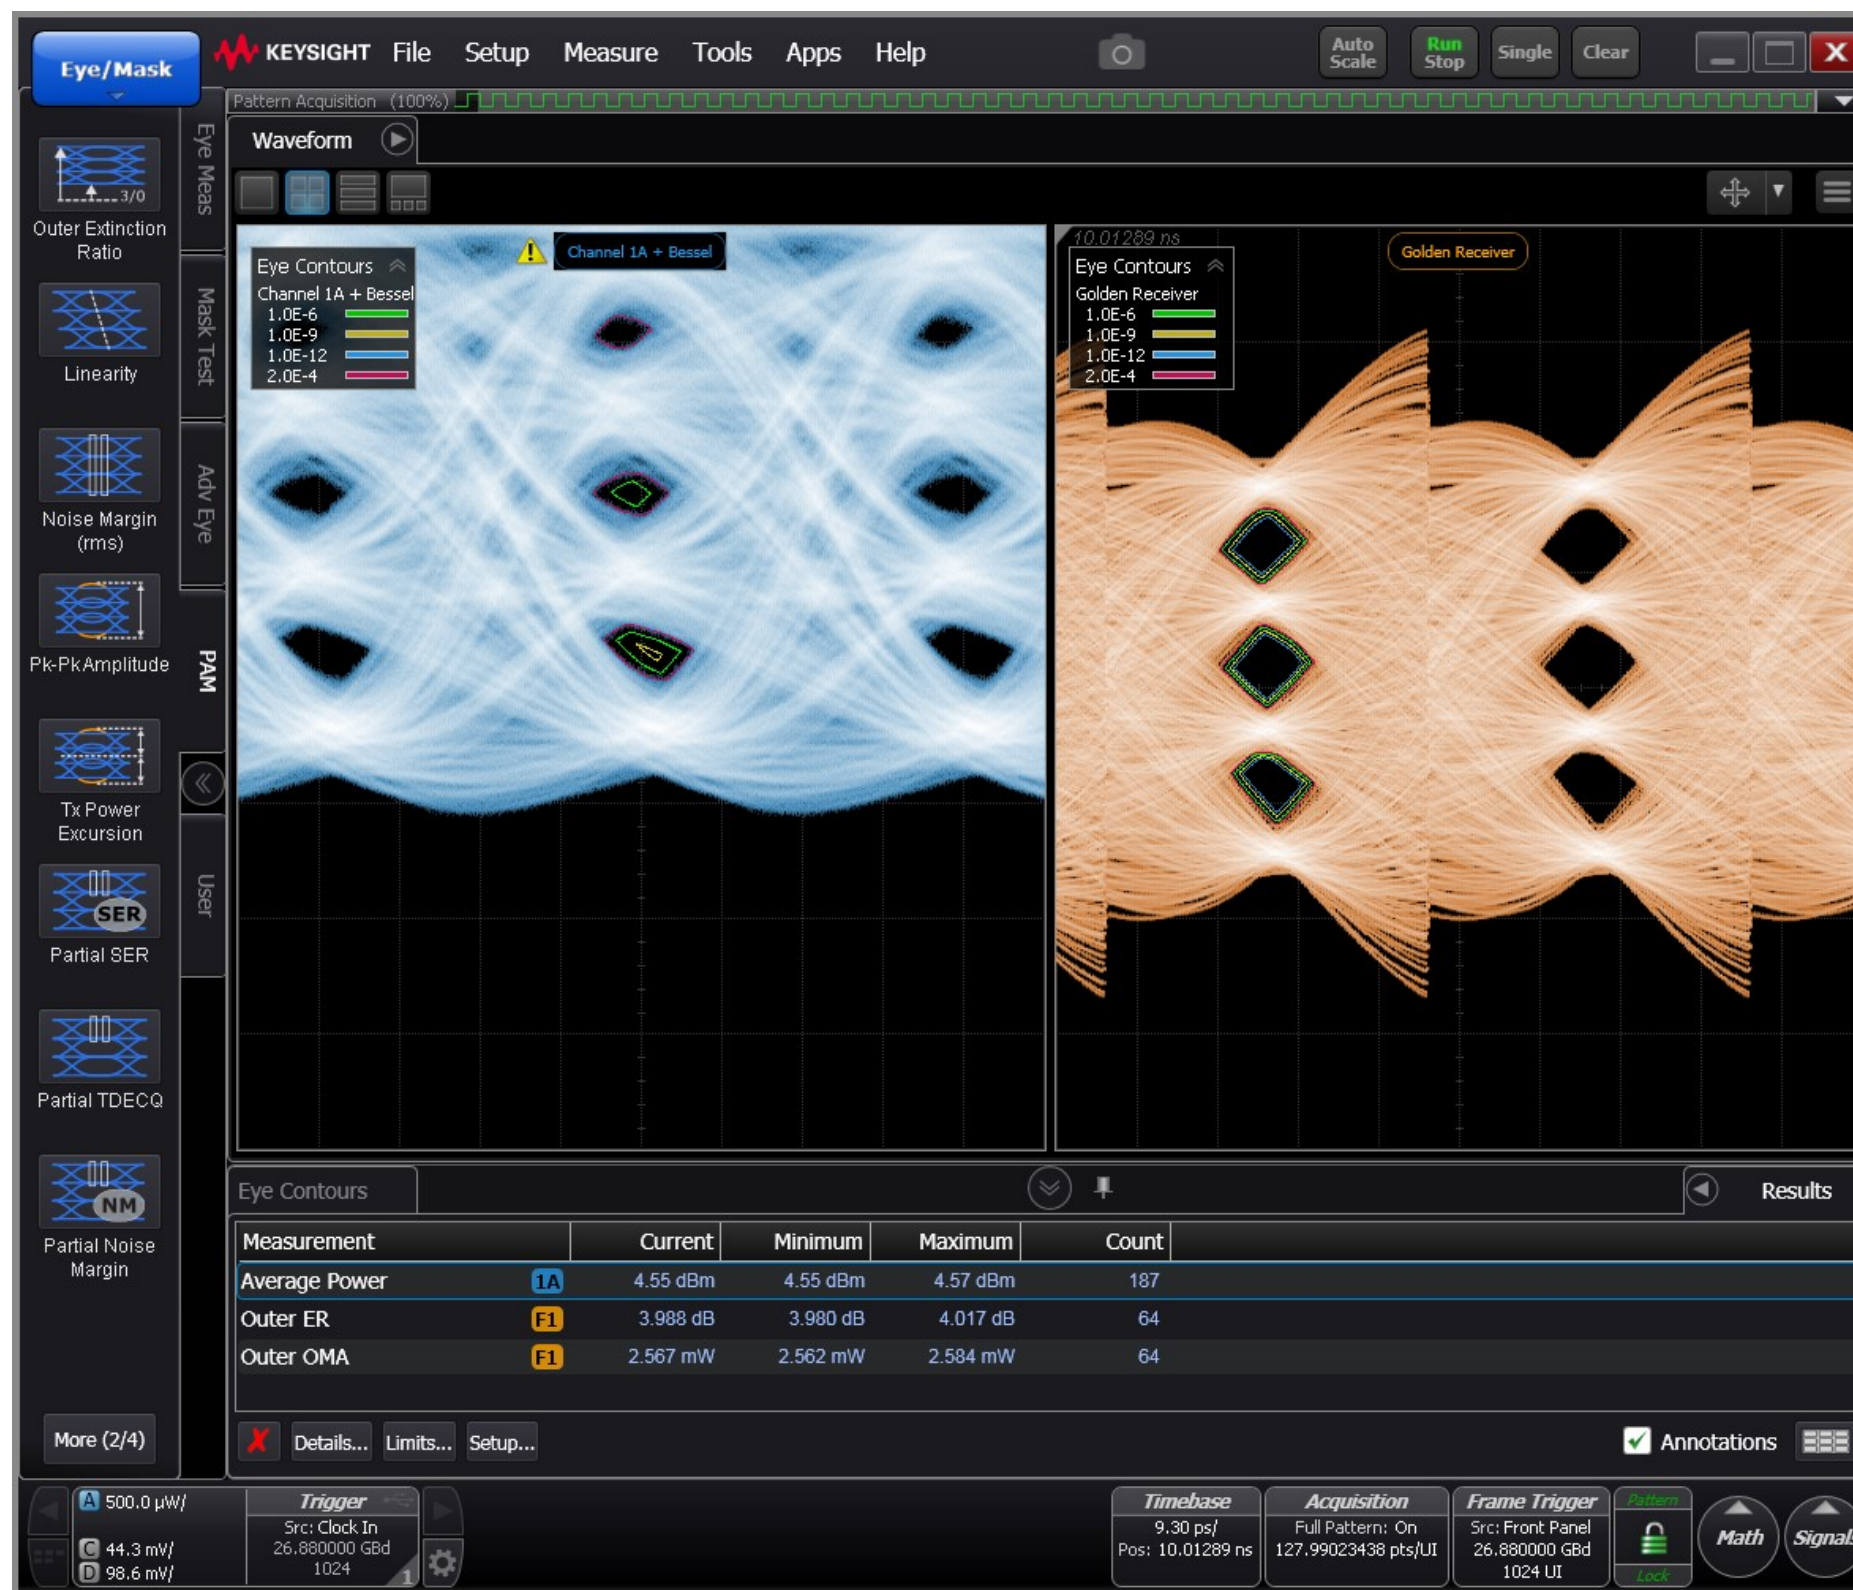 Eye/Mask
KEYSIGHT File Setup Measure Tools Apps Help
Auto Scale
Run Stop
Single
Clear
X
Pattern Acquisition (100%)
Waveform
3/0
Outer Extinction
Ratio
Linearity
Noise Margin
(rms)
Pk-Pk Amplitude
Tx Power
Excursion
SER
Partial SER
Partial TDECQ
NM
Partial Noise
Margin
More (2/4)
Eye Meas
Mask Test
Adv Eye
PAM
User
Eye Contours
Channel 1A + Bessel
1.0E-6
1.0E-9
1.0E-12
2.0E-4
Channel 1A + Bessel
10.01289 ns
Eye Contours
Golden Receiver
1.0E-6
1.0E-9
1.0E-12
2.0E-4
Golden Receiver
Eye Contours
Results
Measurement Current Minimum Maximum Count
Average Power 1A 4.55 dBm 4.55 dBm 4.57 dBm 187
Outer ER F1 3.988 dB 3.980 dB 4.017 dB 64
Outer OMA F1 2.567 mW 2.562 mW 2.584 mW 64
Details... Limits... Setup...
Annotations
A 500.0 µW/
C 44.3 mV/
D 98.6 mV/
Trigger
Src: Clock In
26.880000 GBd
1024
1
Timebase
9.30 ps/
Pos: 10.01289 ns
Acquisition
Full Pattern: On
127.99023438 pts/UI
Frame Trigger
Src: Front Panel
26.880000 GBd
1024 UI
Pattern
Lock
Math
Signals